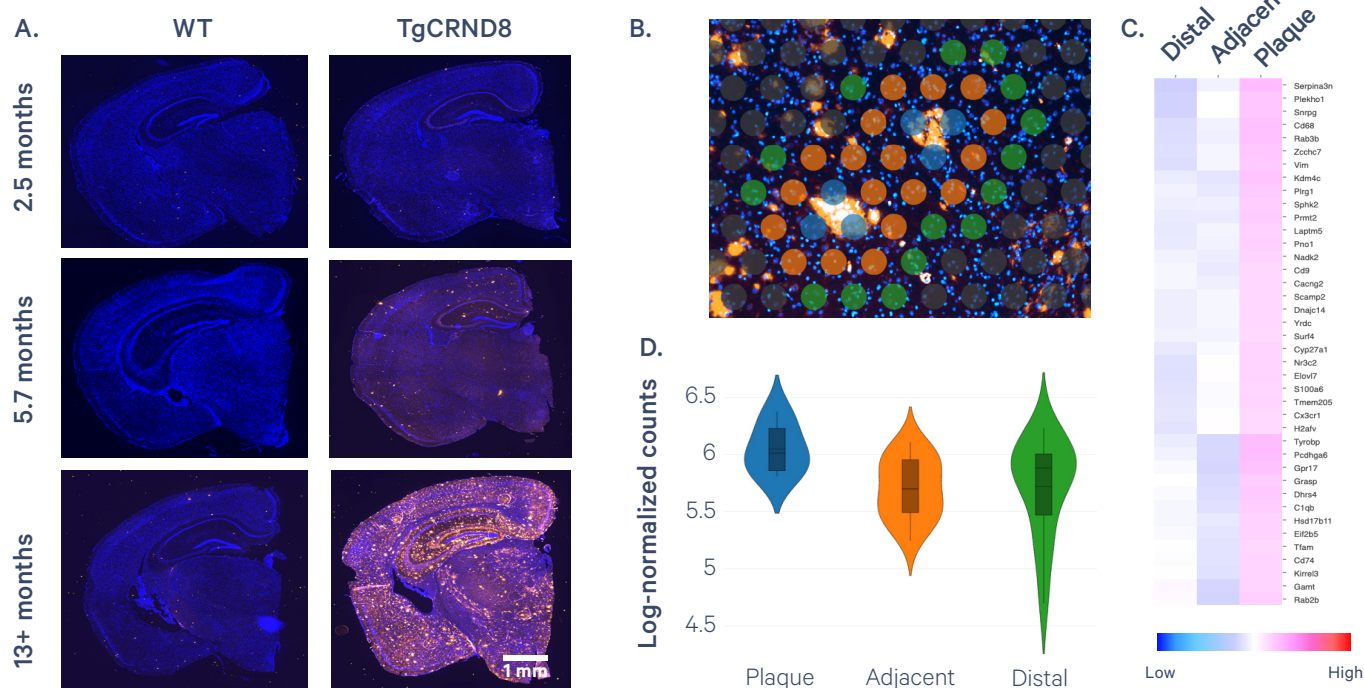 A.
WT
TgCRND8
2.5 months
5.7 months
13+ months
1 mm
B.
C.
Distal
Adjacent
Plaque
Serpina3n
Plekho1
Snrpg
Cd68
Rab3b
Zcchc7
Vim
Kdm4c
Plrg1
Sphk2
Prmt2
Laptm5
Pno1
Nadk2
Cd9
Cacng2
Scamp2
Dnajc14
Yrdc
Surf4
Cyp27a1
Nr3c2
Elovl7
S100a6
Tmem205
Cx3cr1
H2afv
Tyrobp
Pcdhga6
Gpr17
Grasp
Dhrs4
C1qb
Hsd17b11
Eif2b5
Tfam
Cd74
Kirrel3
Gamt
Rab2b
Low
High
D.
Log-normalized counts
6.5
6
5.5
5
4.5
Plaque
Adjacent
Distal